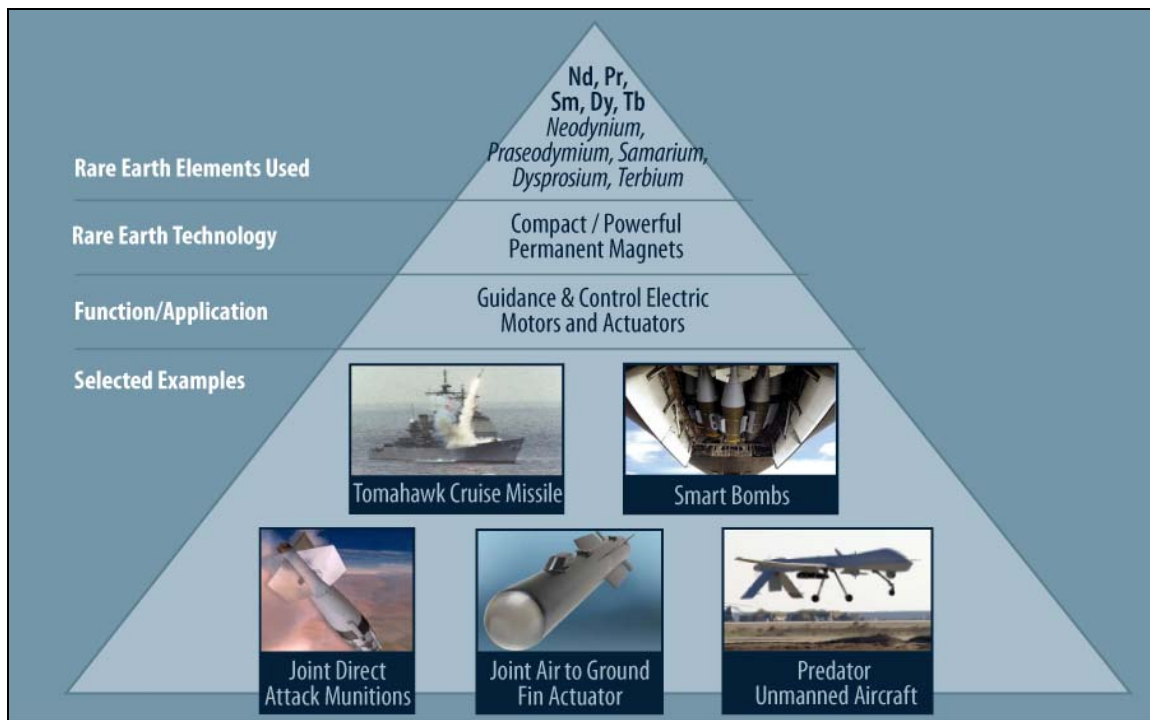 Nd, Pr,
Sm, Dy, Tb
Neodynium,
Praseodymium, Samarium,
Dysprosium, Terbium
Rare Earth Elements Used
Rare Earth Technology
Compact / Powerful
Permanent Magnets
Function/Application
Guidance & Control Electric
Motors and Actuators
Selected Examples
Tomahawk Cruise Missile
Smart Bombs
Joint Direct
Attack Munitions
Joint Air to Ground
Fin Actuator
Predator
Unmanned Aircraft